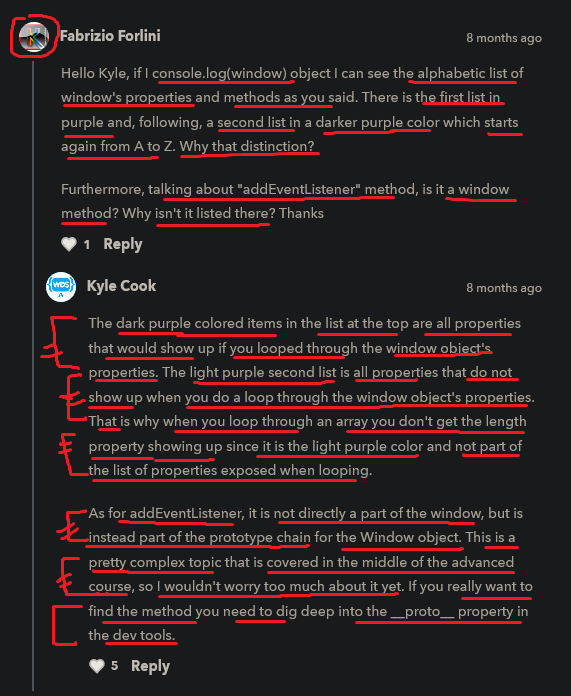 Fabrizio Forlini
8 months ago
Hello Kyle, if I console.log(window) object I can see the alphabetic list of
window's properties and methods as you said. There is the first list in
purple and, following, a second list in a darker purple color which starts
again from A to Z. Why that distinction?
Furthermore, talking about "addEventListener" method, is it a window
method? Why isn't it listed there? Thanks
1 Reply
WDS
A
Kyle Cook
8 months ago
The dark purple colored items in the list at the top are all properties
that would show up if you looped through the window object's
properties. The light purple second list is all properties that do not
show up when you do a loop through the window object's properties.
That is why when you loop through an array you don't get the length
property showing up since it is the light purple color and not part of
the list of properties exposed when looping.
As for addEventListener, it is not directly a part of the window, but is
instead part of the prototype chain for the Window object. This is a
pretty complex topic that is covered in the middle of the advanced
course, so I wouldn't worry too much about it yet. If you really want to
find the method you need to dig deep into the __proto__ property in
the dev tools.
5 Reply